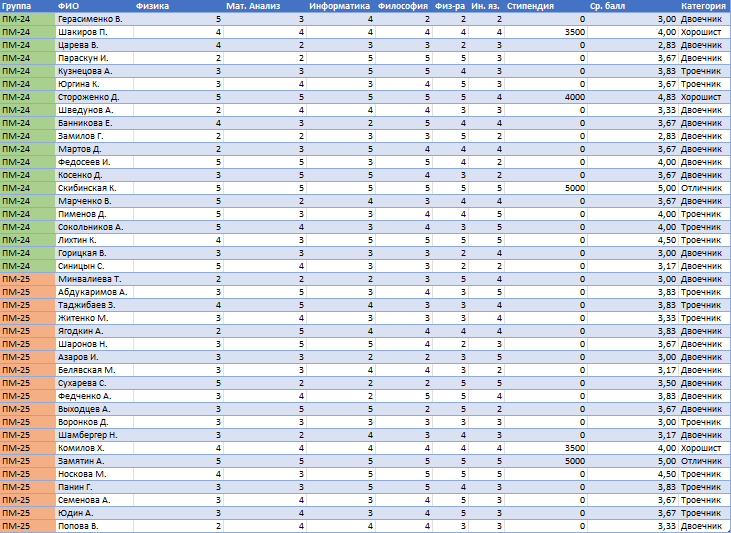 Группа ФИО Физика Мат. Анализ Информатика Философия Физ-ра Ин. яз. Стипендия Ср. балл Категория
ПМ-24 Герасименко В. 5 3 4 2 2 2 0 3,00 Двоечник
ПМ-24 Шакиров П. 4 4 4 4 4 4 3500 4,00 Хорошист
ПМ-24 Царева В. 4 2 3 3 2 3 0 2,83 Двоечник
ПМ-24 Параскун И. 2 2 5 5 5 3 0 3,67 Двоечник
ПМ-24 Кузнецова А. 3 3 5 5 4 3 0 3,83 Троечник
ПМ-24 Юргина К. 3 4 3 4 5 3 0 3,67 Троечник
ПМ-24 Стороженко Д. 5 5 5 5 5 4 4000 4,83 Хорошист
ПМ-24 Шведунов А. 2 4 4 4 3 3 0 3,33 Двоечник
ПМ-24 Банникова Е. 4 3 2 5 4 4 0 3,67 Двоечник
ПМ-24 Замилов Г. 2 2 3 3 5 2 0 2,83 Двоечник
ПМ-24 Мартов Д. 2 3 5 4 4 4 0 3,67 Двоечник
ПМ-24 Федосеев И. 5 5 3 5 4 2 0 4,00 Двоечник
ПМ-24 Косенко Д. 3 5 5 4 3 2 0 3,67 Двоечник
ПМ-24 Скибинская К. 5 5 5 5 5 5 5000 5,00 Отличник
ПМ-24 Марченко В. 5 2 4 3 4 4 0 3,67 Двоечник
ПМ-24 Пименов Д. 5 3 3 4 4 5 0 4,00 Троечник
ПМ-24 Сокольников А. 5 4 3 4 3 5 0 4,00 Троечник
ПМ-24 Лихтин К. 4 3 5 5 5 5 0 4,50 Троечник
ПМ-24 Горицкая В. 3 3 3 3 2 4 0 3,00 Двоечник
ПМ-24 Синицын С. 5 4 3 3 2 2 0 3,17 Двоечник
ПМ-25 Минвалиева Т. 2 2 2 3 5 4 0 3,00 Двоечник
ПМ-25 Абдукаримов А. 3 5 3 4 3 5 0 3,83 Троечник
ПМ-25 Таджибаев З. 4 5 4 3 3 4 0 3,83 Троечник
ПМ-25 Житенко М. 3 4 3 3 4 3 0 3,33 Троечник
ПМ-25 Ягодкин А. 2 5 4 4 4 4 0 3,83 Двоечник
ПМ-25 Шаронов Н. 3 5 5 4 2 3 0 3,67 Двоечник
ПМ-25 Азаров И. 3 3 2 2 3 5 0 3,00 Двоечник
ПМ-25 Белявская М. 3 3 4 4 3 2 0 3,17 Двоечник
ПМ-25 Сухарева С. 5 2 2 2 5 5 0 3,50 Двоечник
ПМ-25 Федченко А. 3 4 2 5 5 4 0 3,83 Двоечник
ПМ-25 Выходцев А. 3 5 5 2 5 2 0 3,67 Двоечник
ПМ-25 Воронков Д. 3 3 3 3 3 3 0 3,00 Троечник
ПМ-25 Шамбергер Н. 3 2 4 3 4 3 0 3,17 Двоечник
ПМ-25 Комилов Х. 4 4 4 4 4 4 3500 4,00 Хорошист
ПМ-25 Замятин А. 5 5 5 5 5 5 5000 5,00 Отличник
ПМ-25 Носкова М. 4 3 5 5 5 5 0 4,50 Троечник
ПМ-25 Панин Г. 3 3 5 5 4 3 0 3,83 Троечник
ПМ-25 Семенова А. 3 4 3 4 5 3 0 3,67 Троечник
ПМ-25 Юдин А. 3 4 3 4 5 3 0 3,67 Троечник
ПМ-25 Попова В. 2 4 4 4 3 3 0 3,33 Двоечник